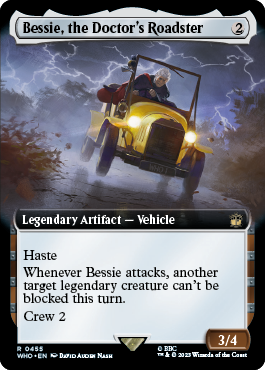 Bessie, the Doctor's Roadster 2
Legendary Artifact — Vehicle
Haste
Whenever Bessie attacks, another
target legendary creature can't be
blocked this turn.
Crew 2
3/4
R 0455
WHO • EN David Auden Nash
© BBC
™ & © 2023 Wizards of the Coast